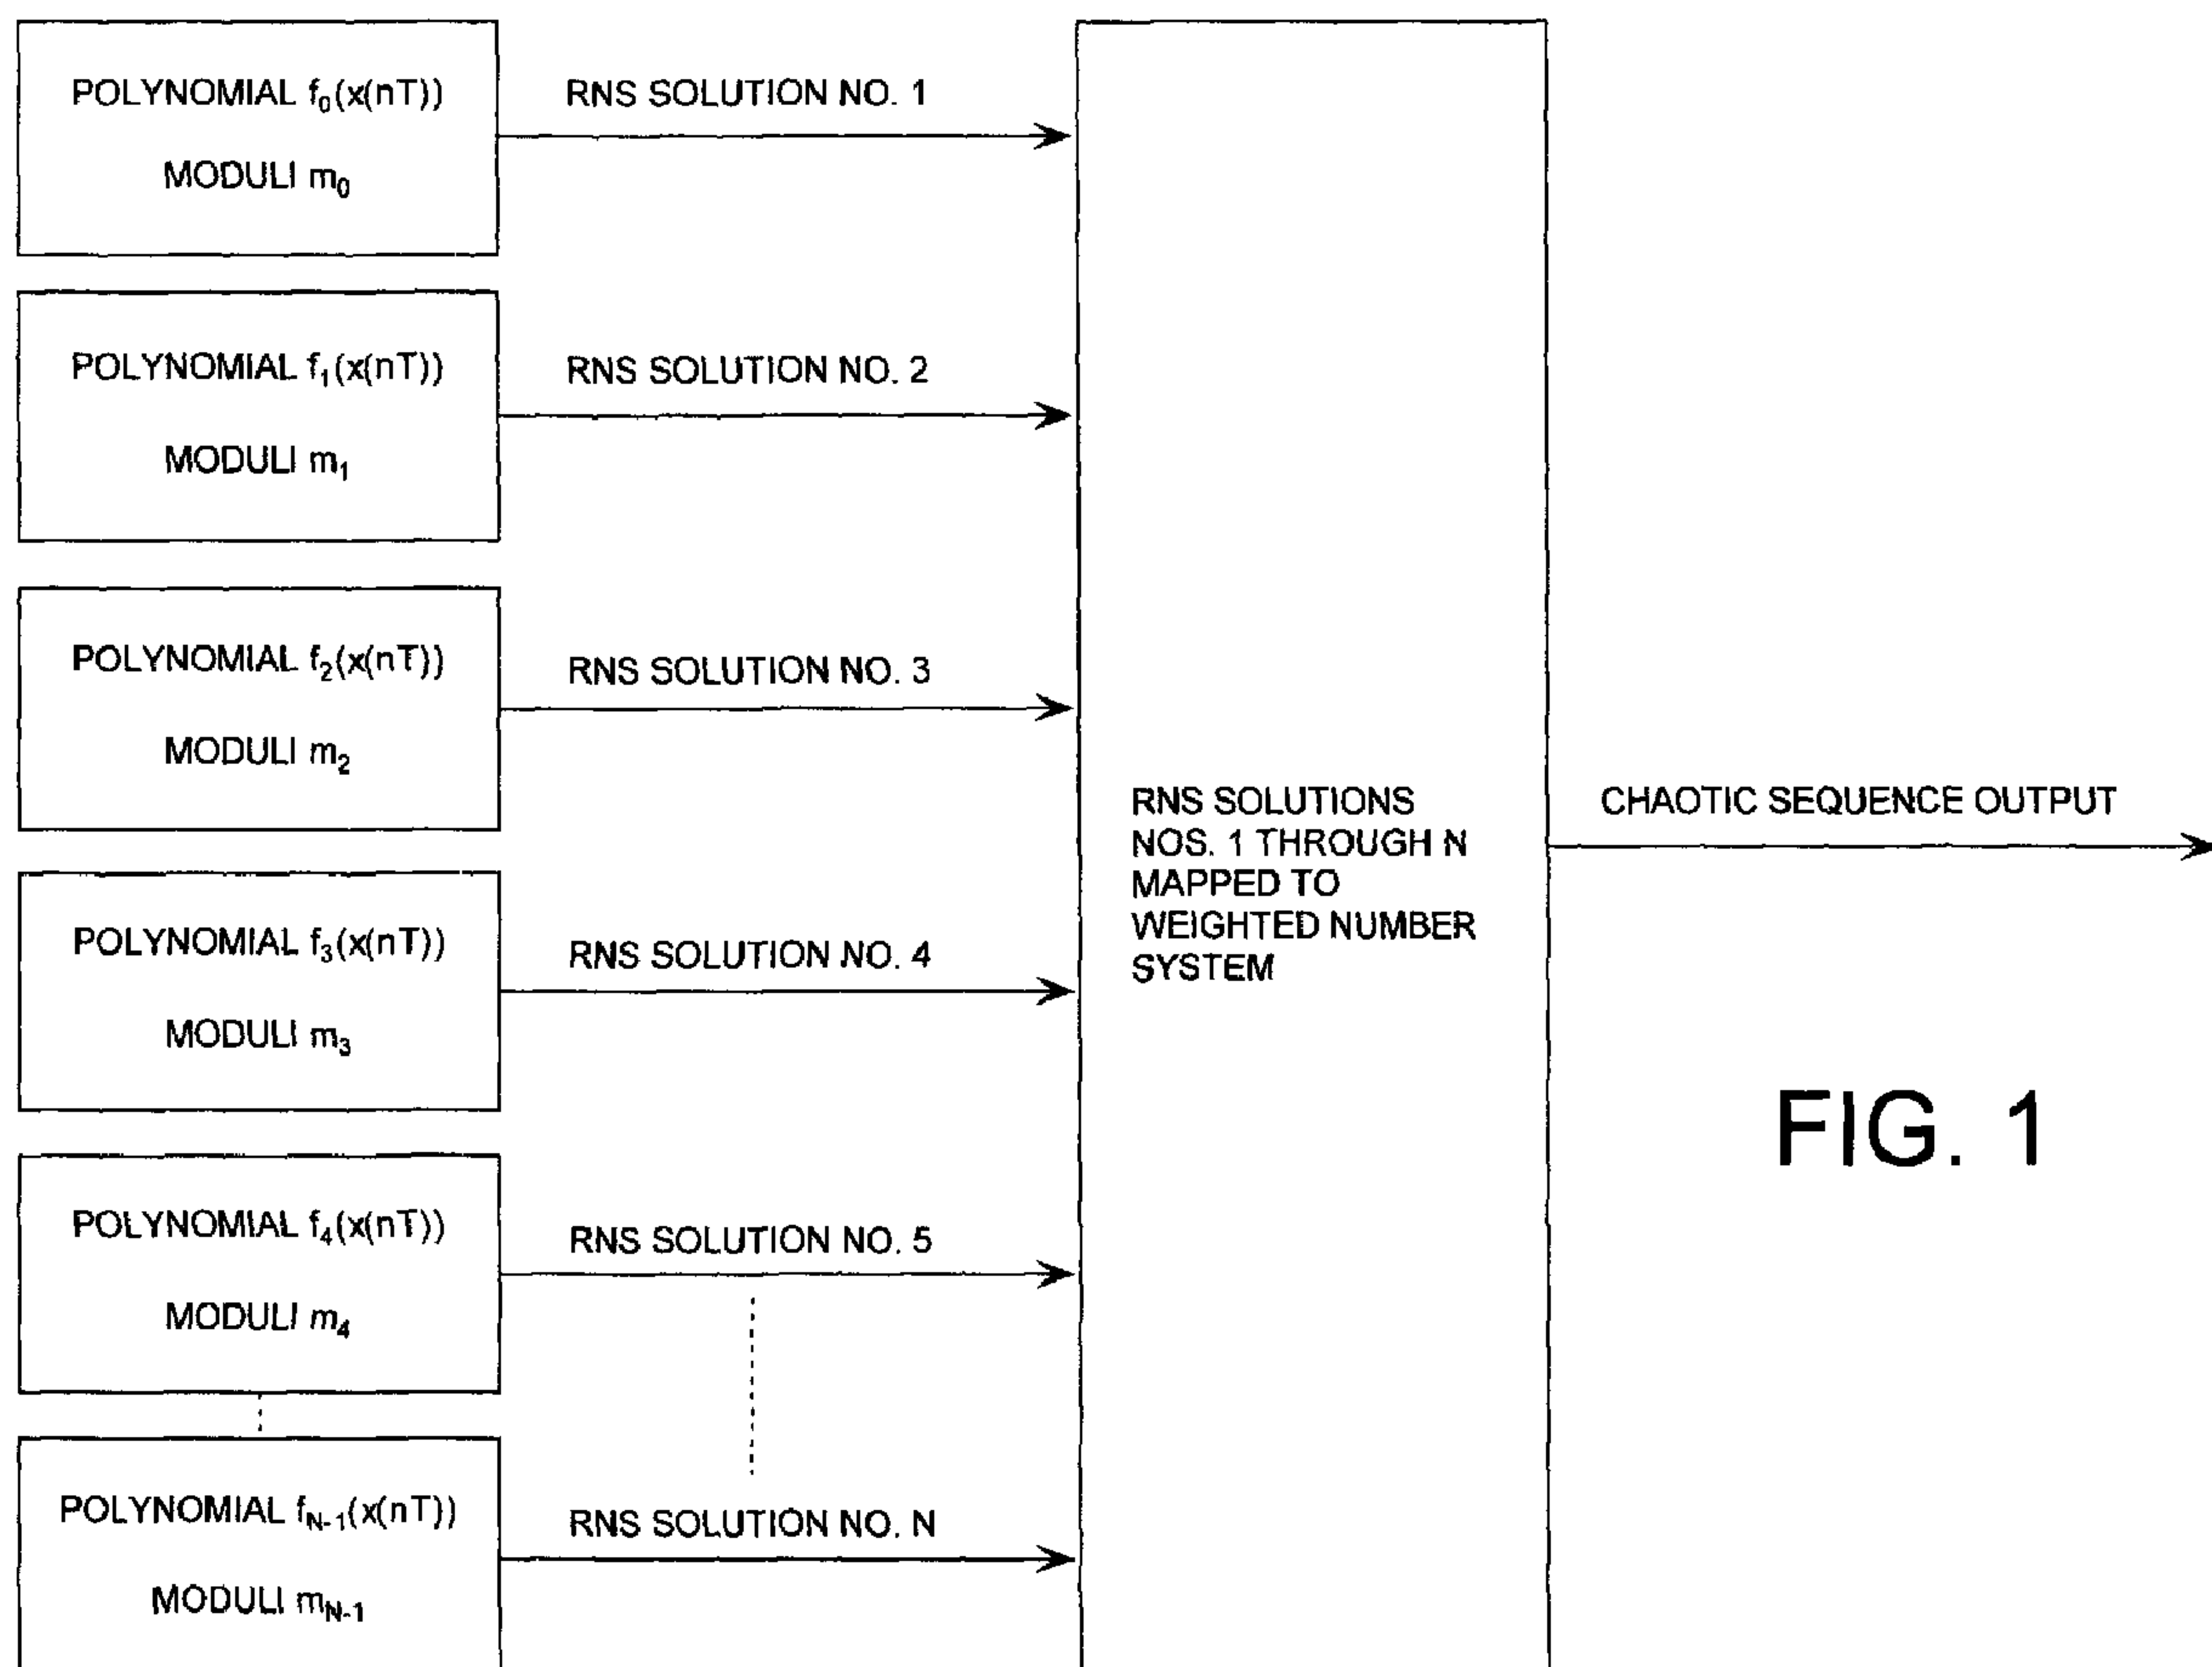 POLYNOMIAL f₀(x(nT))
MODULI m₀
RNS SOLUTION NO. 1
POLYNOMIAL f₁(x(nT))
MODULI m₁
RNS SOLUTION NO. 2
POLYNOMIAL f₂(x(nT))
MODULI m₂
RNS SOLUTION NO. 3
POLYNOMIAL f₃(x(nT))
MODULI m₃
RNS SOLUTION NO. 4
POLYNOMIAL f₄(x(nT))
MODULI m₄
RNS SOLUTION NO. 5
POLYNOMIAL f_N-1(x(nT))
MODULI m_N-1
RNS SOLUTION NO. N
RNS SOLUTIONS
NOS. 1 THROUGH N
MAPPED TO
WEIGHTED NUMBER
SYSTEM
CHAOTIC SEQUENCE OUTPUT
FIG. 1